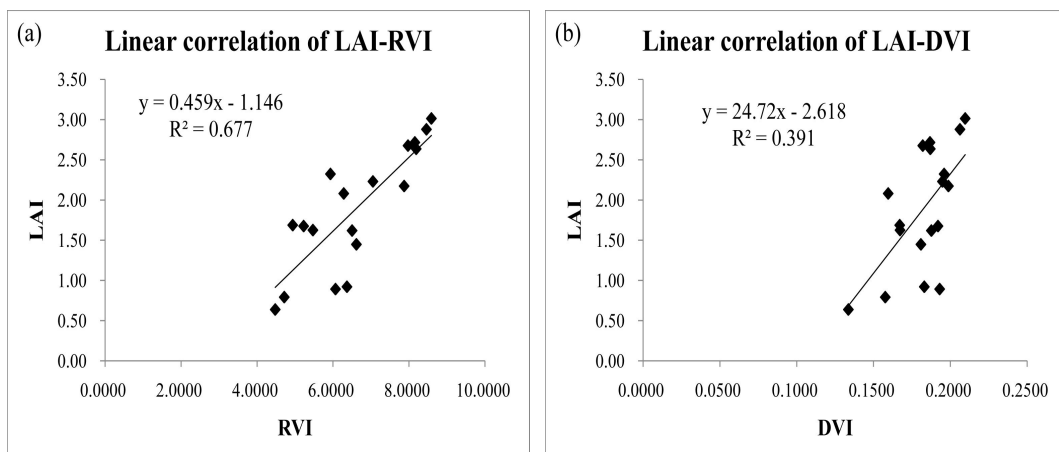 (a)
Linear correlation of LAI-RVI
3.50
3.00
2.50
2.00
1.50
1.00
0.50
0.00
LAI
y = 0.459x - 1.146
R² = 0.677
0.0000 2.0000 4.0000 6.0000 8.0000 10.0000
RVI
(b)
Linear correlation of LAI-DVI
3.50
3.00
2.50
2.00
1.50
1.00
0.50
0.00
LAI
y = 24.72x - 2.618
R² = 0.391
0.0000 0.0500 0.1000 0.1500 0.2000 0.2500
DVI